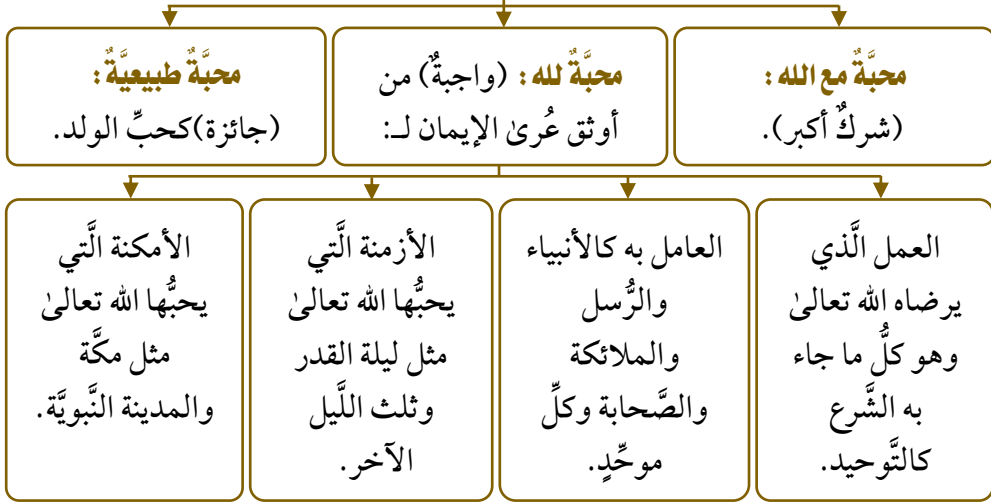 محبَّةٌ مع الله:
(شركٌ أكبر).
محبَّةٌ لله: (واجبةٌ) من
أوثق عُرىٰ الإيمان لـ:
محبَّةٌ طبيعيَّةٌ:
(جائزة)كحبِّ الولد.
العمل الَّذي
يرضاه الله تعالىٰ
وهو كلُّ ما جاء
به الشَّرع
كالتَّوحيد.
العامل به كالأنبياء
والرُّسل
والملائكة
والصَّحابة وكلِّ
موحِّدٍ.
الأزمنة الَّتي
يحبُّها الله تعالىٰ
مثل ليلة القدر
وثلث اللَّيل
الآخر.
الأمكنة الَّتي
يحبُّها الله تعالىٰ
مثل مكَّة
والمدينة النَّبويَّة.